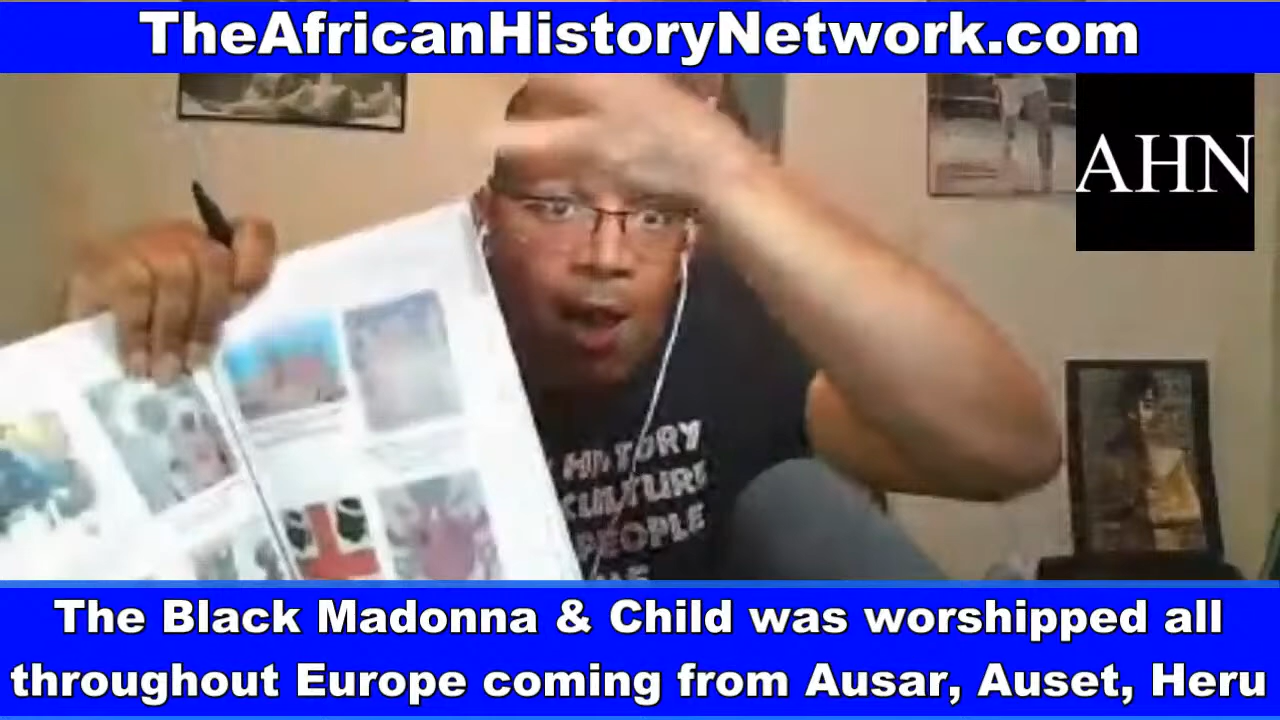 TheAfricanHistoryNetwork.com
AHN
HISTORY
CULTURE
PEOPLE
The Black Madonna & Child was worshipped all
throughout Europe coming from Ausar, Auset, Heru